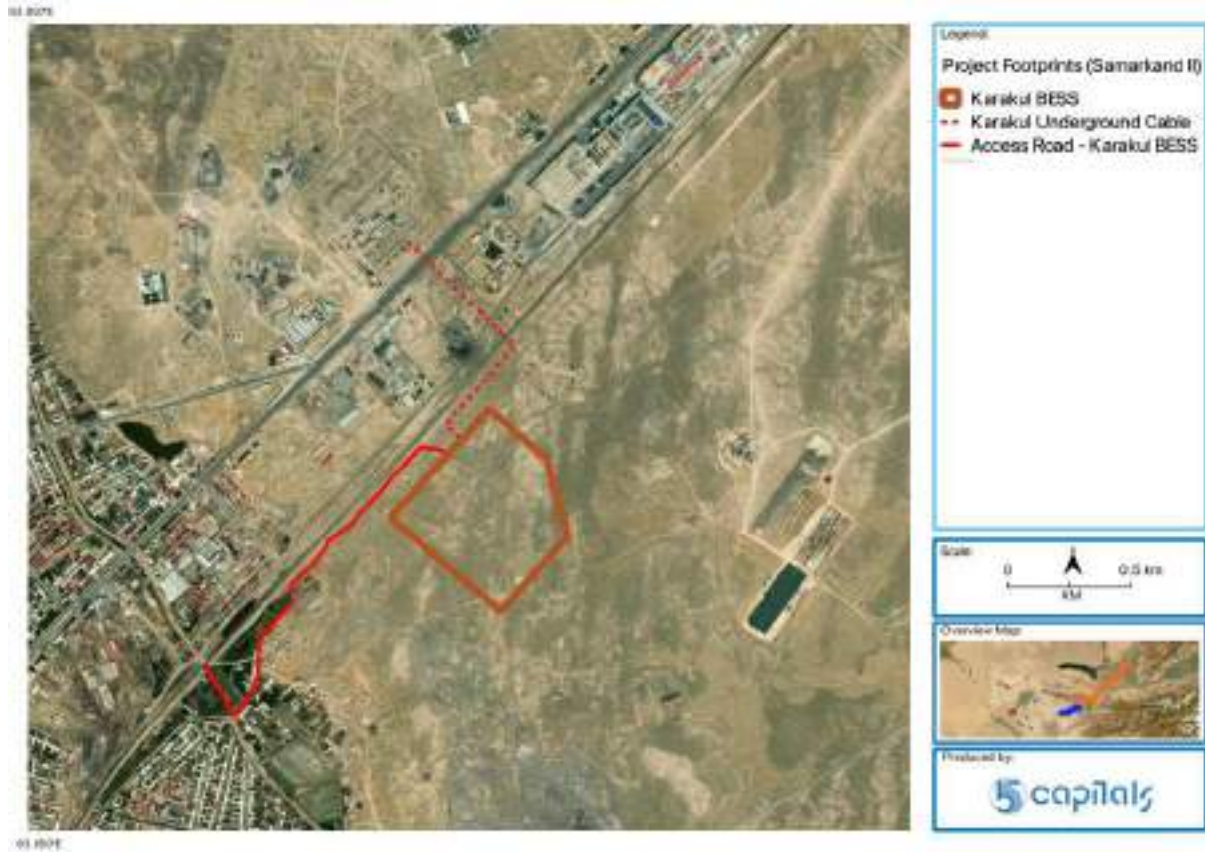 Legend
Project Footprints (Samarkand II)
Karakul BESS
Karakul Underground Cable
Access Road - Karakul BESS
Scale
0 0.5 km
KM
Overview Map
Produced by:
5 capitals